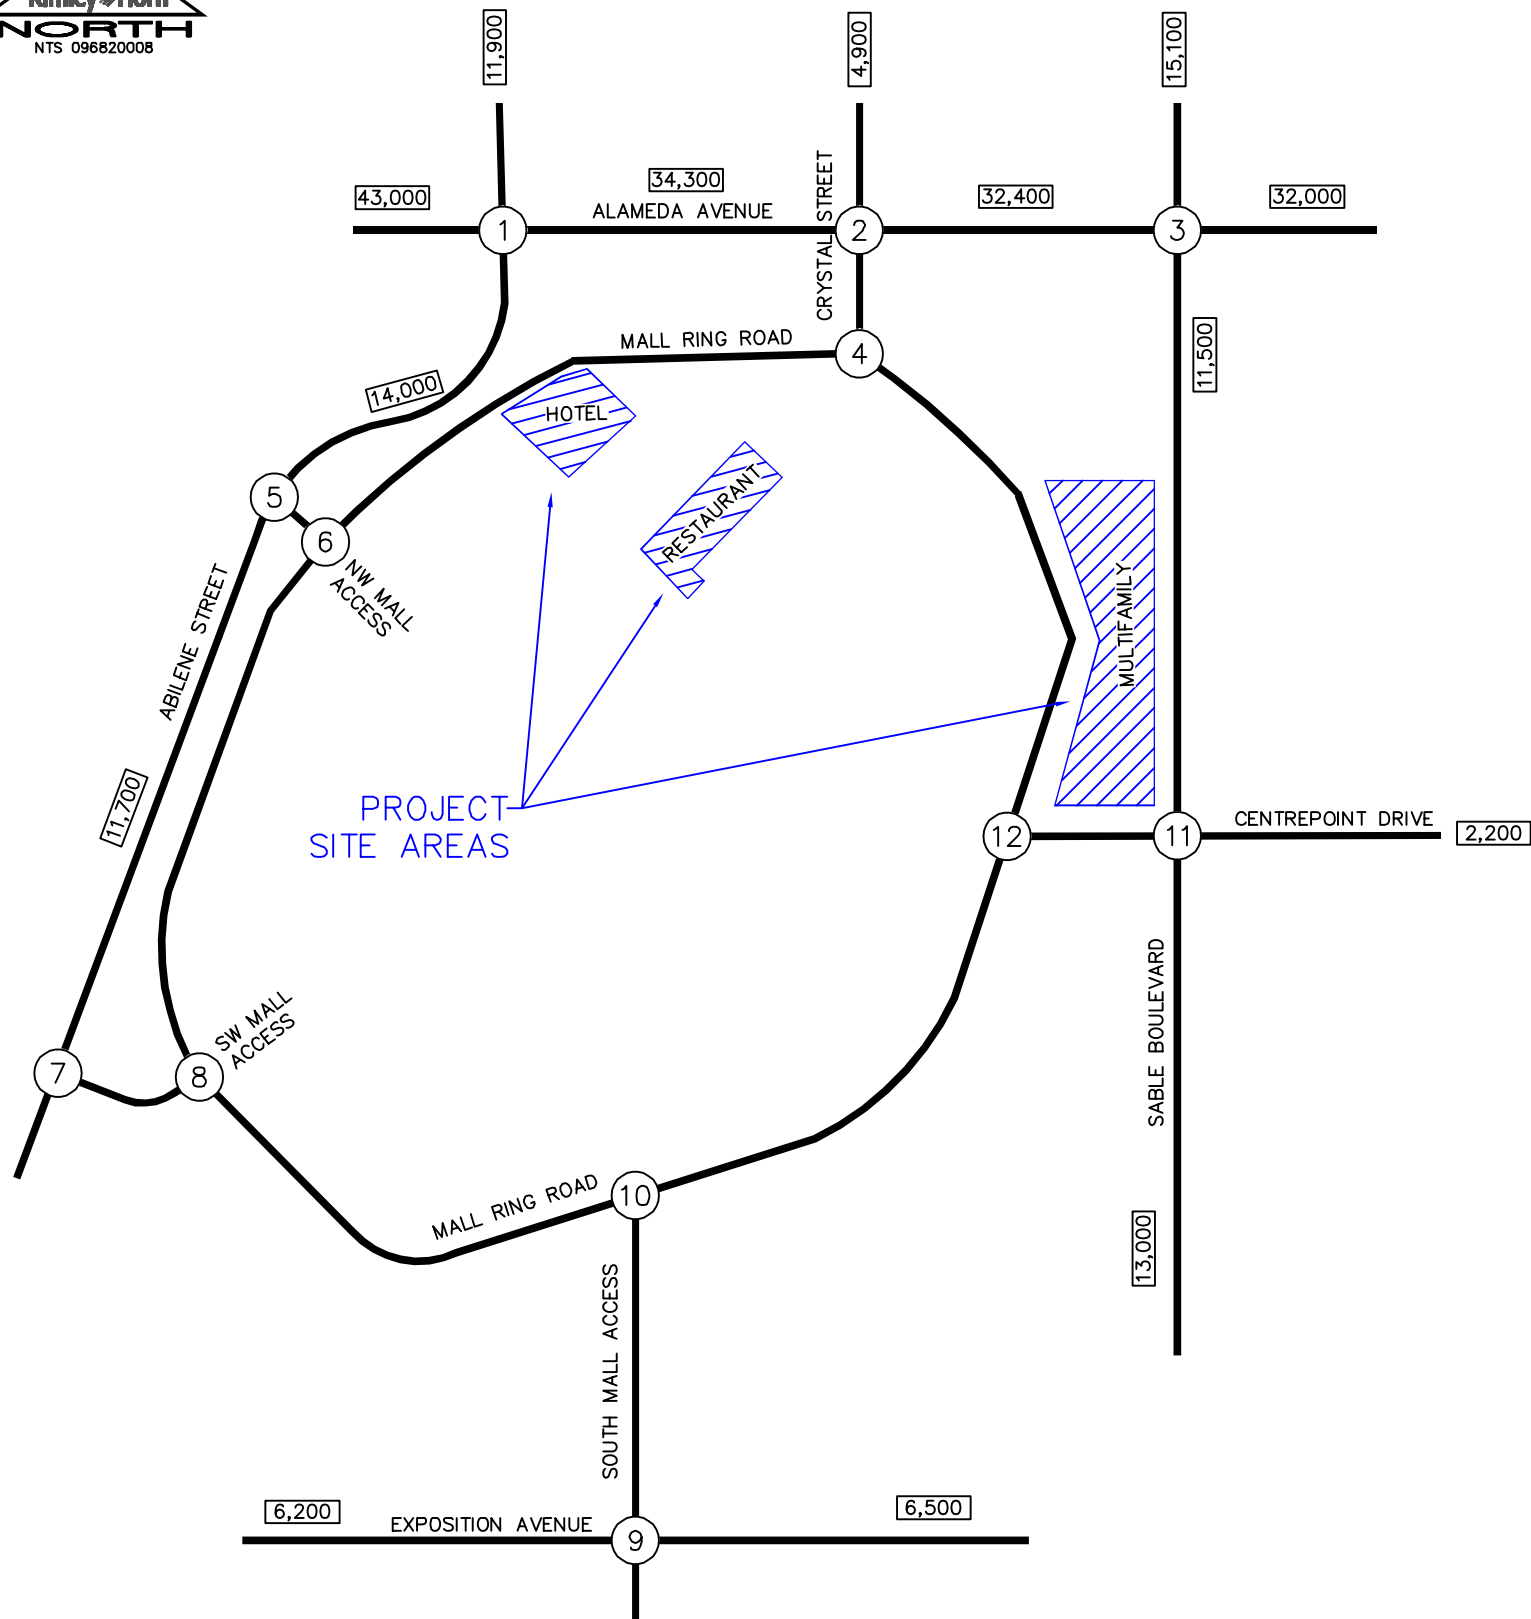 Kimley»Horn
NORTH
NTS 096820008
11,900
4,900
15,100
43,000
34,300
32,400
32,000
ALAMEDA AVENUE
1
2
3
CRYSTAL STREET
MALL RING ROAD
4
11,500
14,000
HOTEL
RESTAURANT
5
6
NW MALL
ACCESS
ABILENE STREET
MULTIFAMILY
11,700
PROJECT
SITE AREAS
12
11
CENTREPOINT DRIVE
2,200
SW MALL
ACCESS
7
8
SABLE BOULEVARD
MALL RING ROAD
10
13,000
SOUTH MALL ACCESS
6,200
6,500
EXPOSITION AVENUE
9